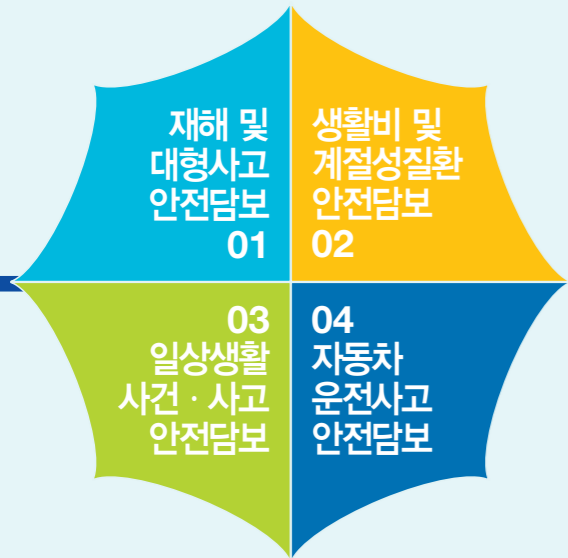 재해 및
대형사고
안전담보
01
생활비 및
계절성질환
안전담보
02
03
일상생활
사건 · 사고
안전담보
04
자동차
운전사고
안전담보